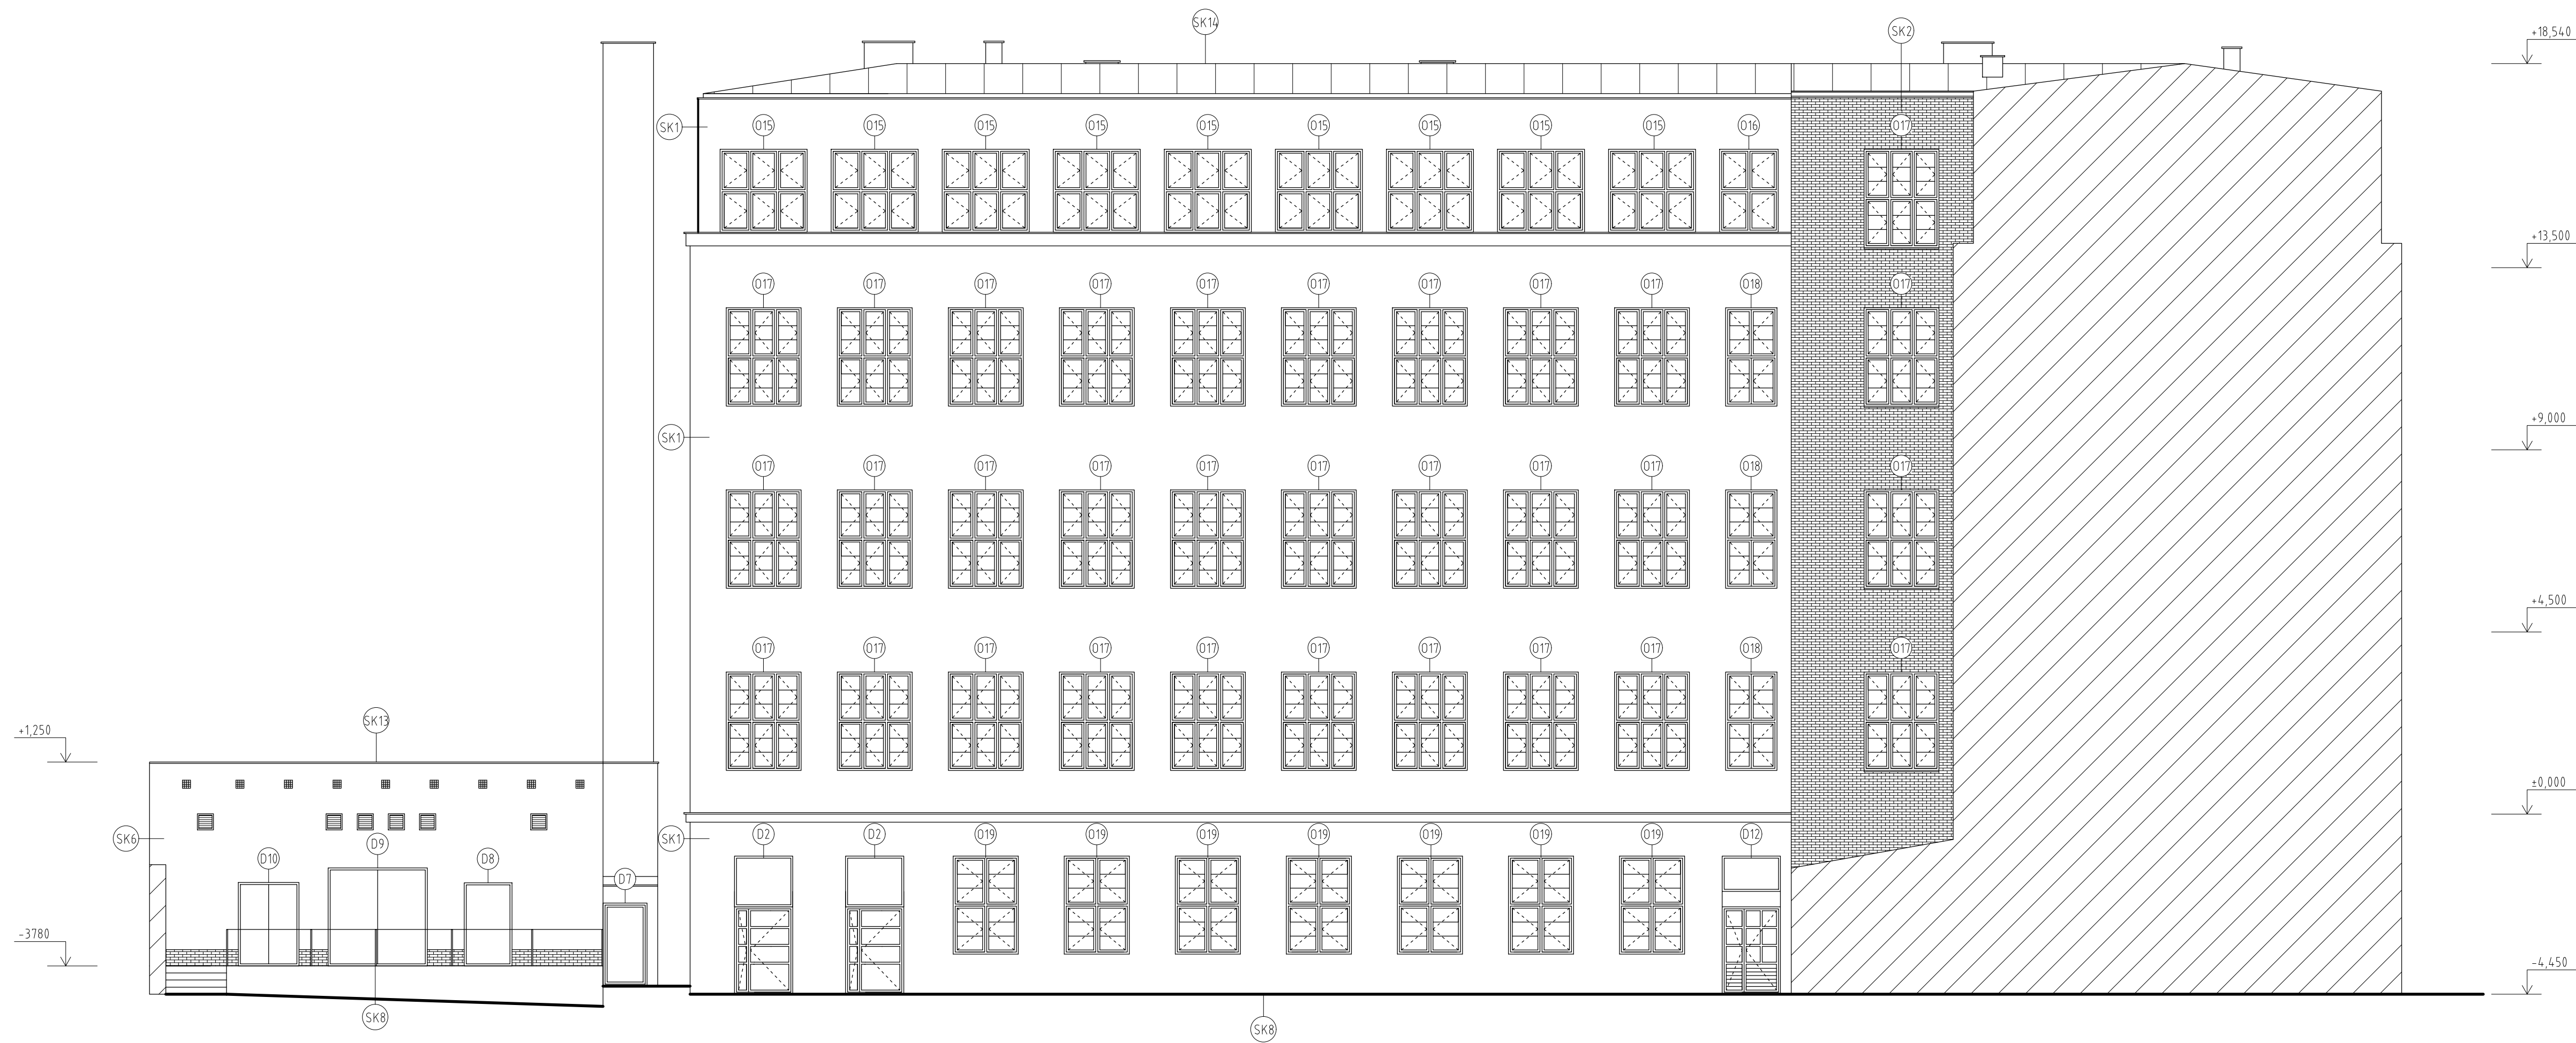 SK14
SK2
+18,540
SK1 O15 O15 O15 O15 O15 O15 O15 O15 O15 O16 O17
+13,500
O17 O17 O17 O17 O17 O17 O17 O17 O17 O18 O17
+9,000
SK1
O17 O17 O17 O17 O17 O17 O17 O17 O17 O18 O17
+4,500
O17 O17 O17 O17 O17 O17 O17 O17 O17 O18 O17
SK13
+1,250
±0,000
SK6 D10 D9 D8 D7
SK1 D2 D2 O19 O19 O19 O19 O19 O19 O19 D12
-3780
-4,450
SK8
SK8